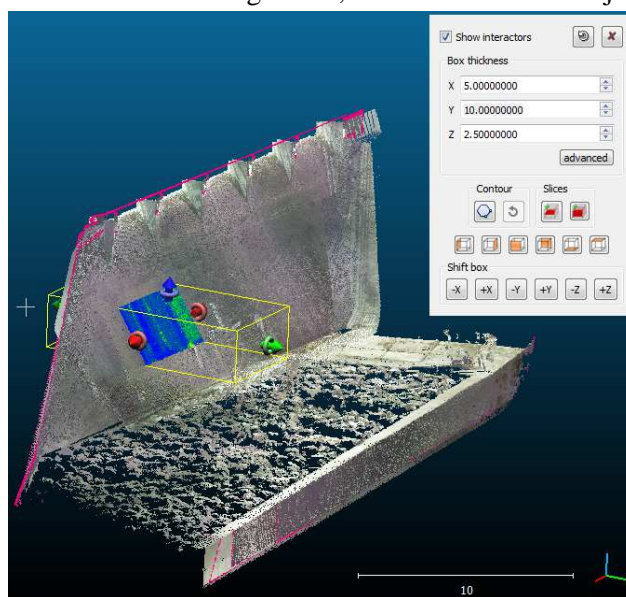 Show interactors
Box thickness
X 5.00000000
Y 10.00000000
Z 2.50000000
advanced
Contour Slices
Shift box
-X +X -Y +Y -Z +Z
10